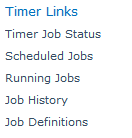 Timer Links
Timer Job Status
Scheduled Jobs
Running Jobs
Job History
Job Definitions